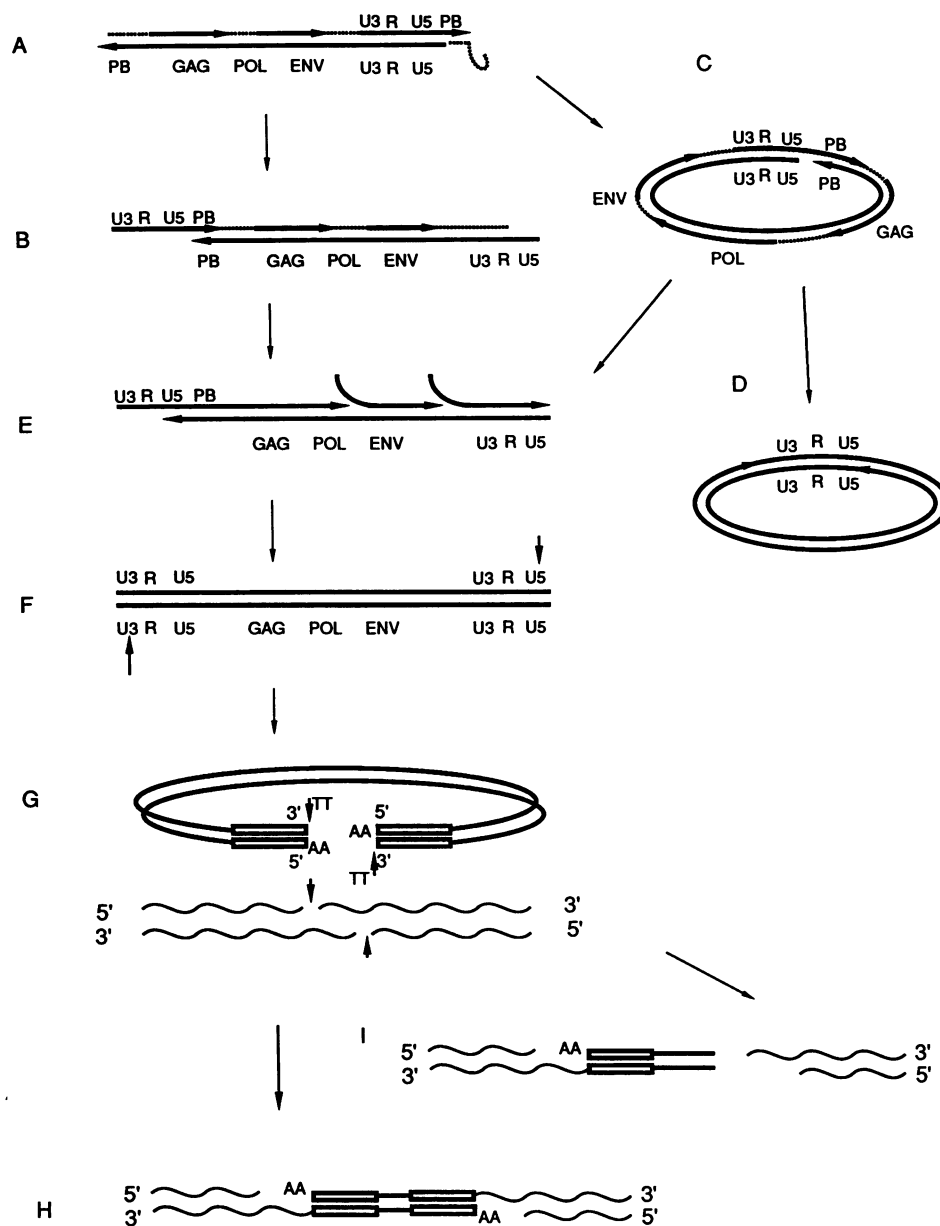 U3 R U5 PB
A
PB GAG POL ENV U3 R U5
C
U3 R U5 PB
U3 R U5 PB
ENV
GAG
POL
U3 R U5 PB
B
PB GAG POL ENV U3 R U5
D
U3 R U5 PB
E
GAG POL ENV U3 R U5
U3 R U5
U3 R U5
U3 R U5 U3 R U5
F
U3 R U5 GAG POL ENV U3 R U5
G
3' TT 5'
AA
5' AA 3'
TT
5' 3'
3' 5'
I
5' AA 3'
3' 5'
5' AA 3'
H 3' AA 5'